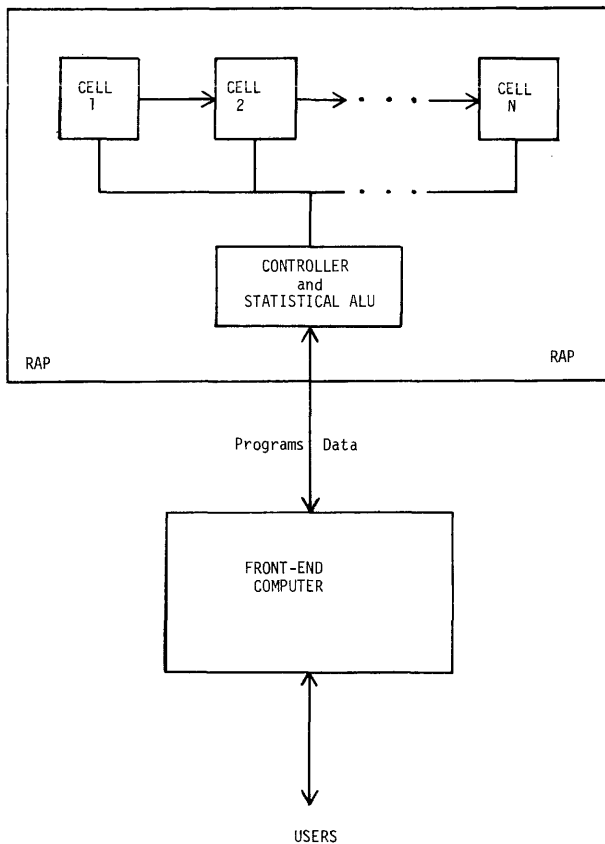 CELL
1
CELL
2
. . .
CELL
N
. . .
CONTROLLER
and
STATISTICAL ALU
RAP
RAP
Programs Data
FRONT-END
COMPUTER
USERS